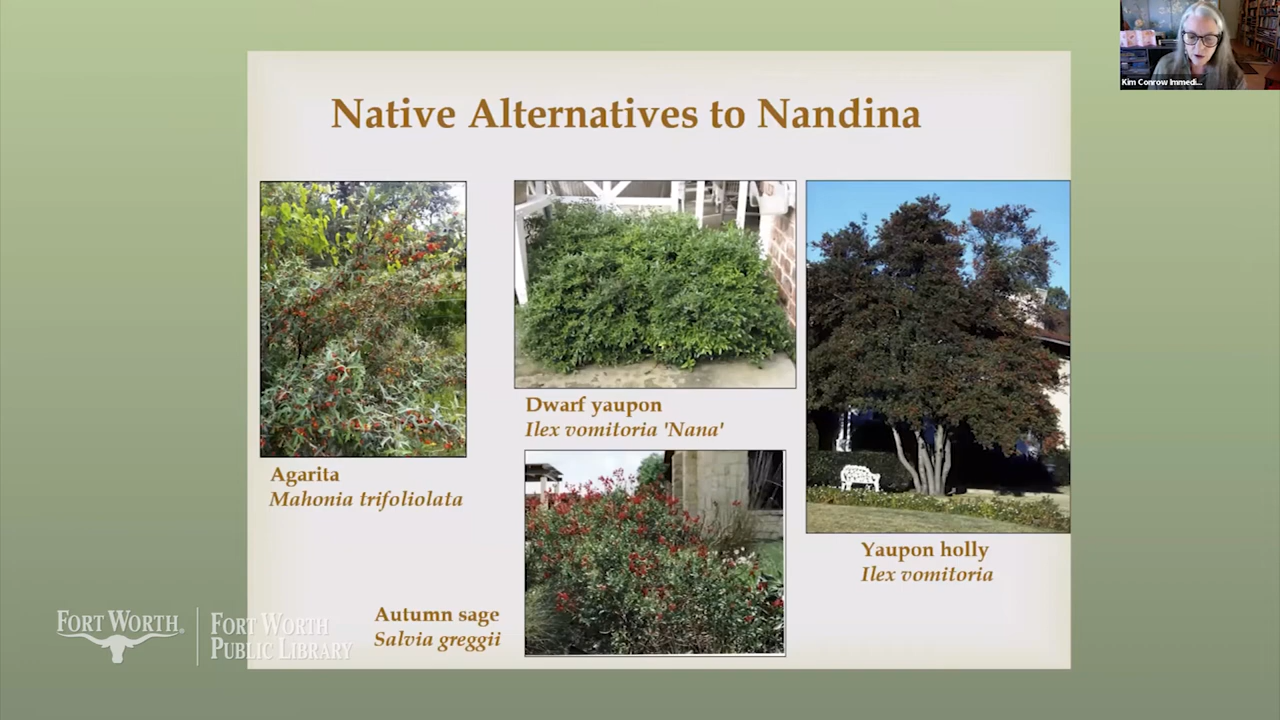 Kim Conrow Immedi...
Native Alternatives to Nandina
Dwarf yaupon
Ilex vomitoria 'Nana'
Agarita
Mahonia trifoliolata
Yaupon holly
Ilex vomitoria
Autumn sage
Salvia greggii
FORT WORTH®
FORT WORTH
PUBLIC LIBRARY